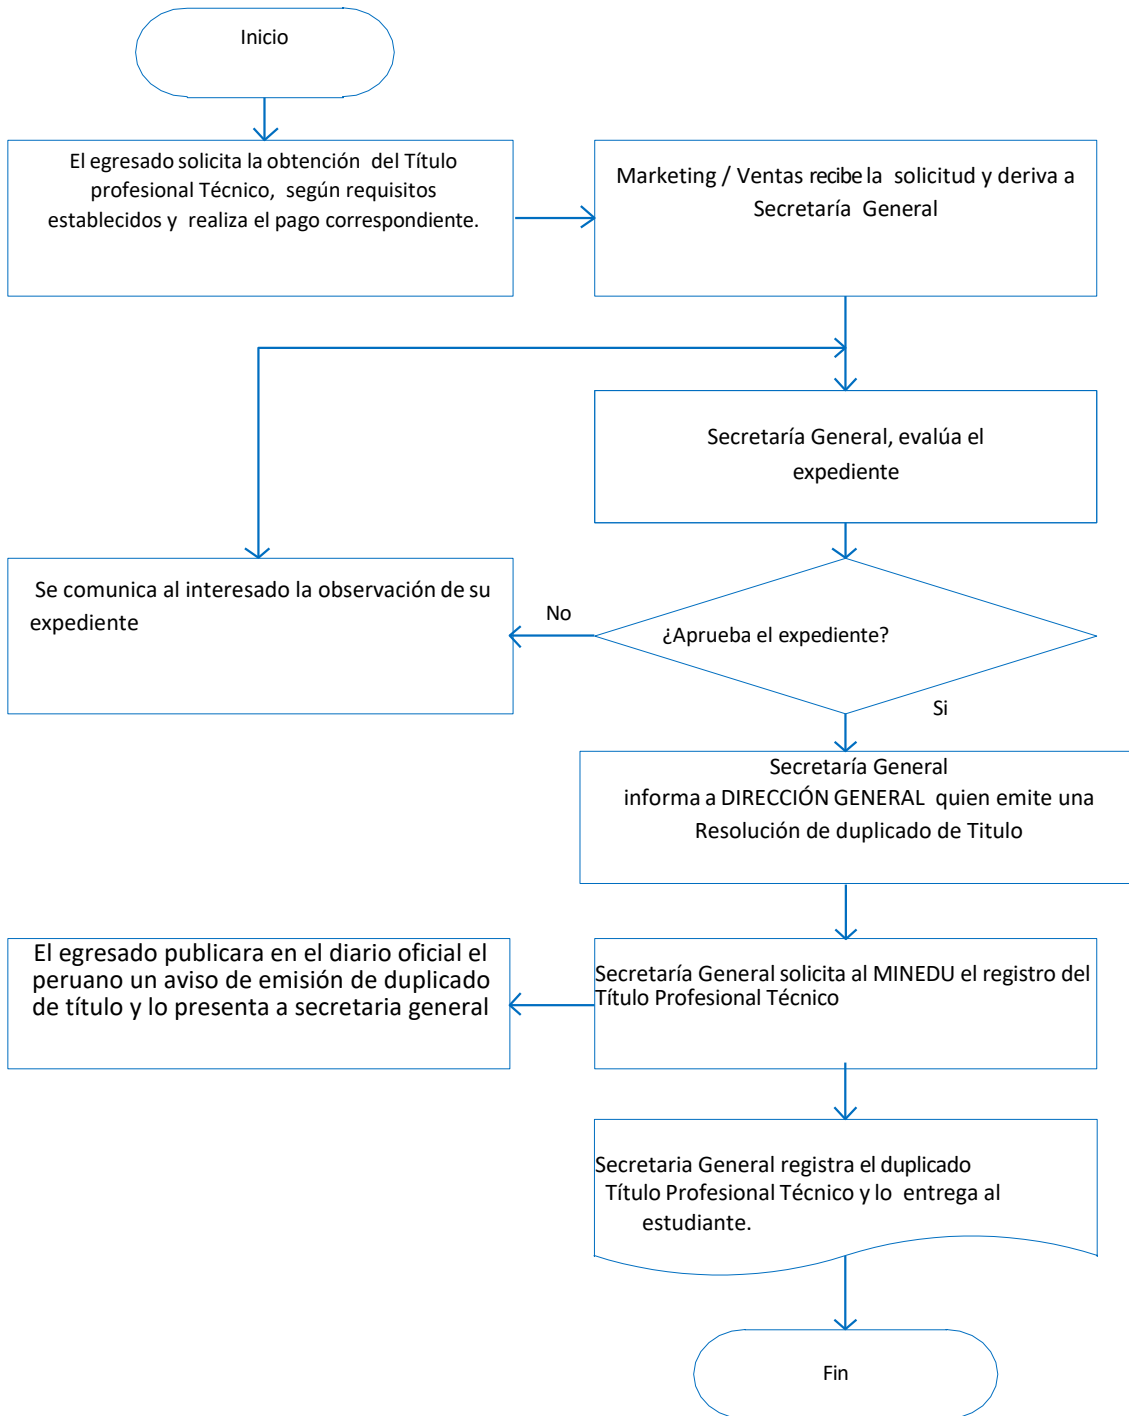 Inicio
El egresado solicita la obtención del Título
profesional Técnico, según requisitos
establecidos y realiza el pago correspondiente.
Marketing / Ventas recibe la solicitud y deriva a
Secretaría General
Secretaría General, evalúa el
expediente
Se comunica al interesado la observación de su
expediente
No
¿Aprueba el expediente?
Si
Secretaría General
informa a DIRECCIÓN GENERAL quien emite una
Resolución de duplicado de Titulo
El egresado publicara en el diario oficial el
peruano un aviso de emisión de duplicado
de título y lo presenta a secretaria general
Secretaría General solicita al MINEDU el registro del
Título Profesional Técnico
Secretaria General registra el duplicado
Título Profesional Técnico y lo entrega al
estudiante.
Fin